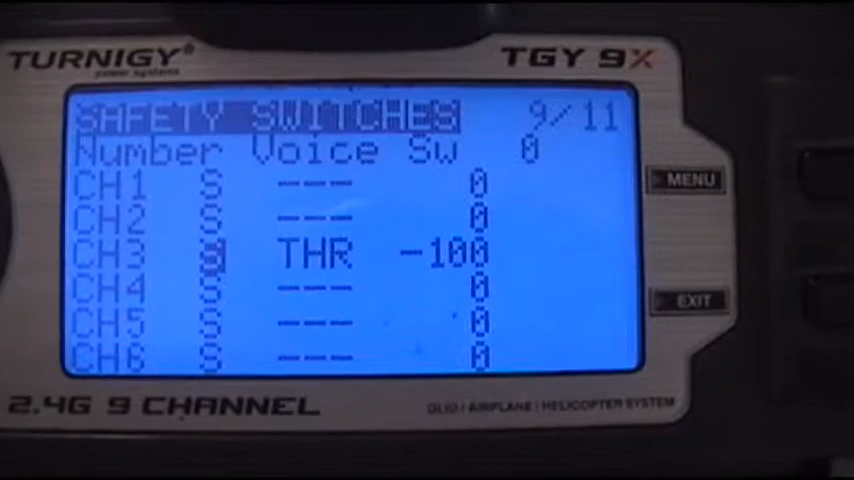 TURNIGY®
power systems
TGY 9X
SAFETY SWITCHES 9/11
Number Voice Sw 0
CH1 S --- 0
CH2 S --- 0
CH3 S THR -100
CH4 S --- 0
CH5 S --- 0
CH6 S --- 0
MENU
EXIT
2.4G 9 CHANNEL
GLID / AIRPLANE / HELICOPTER SYSTEM